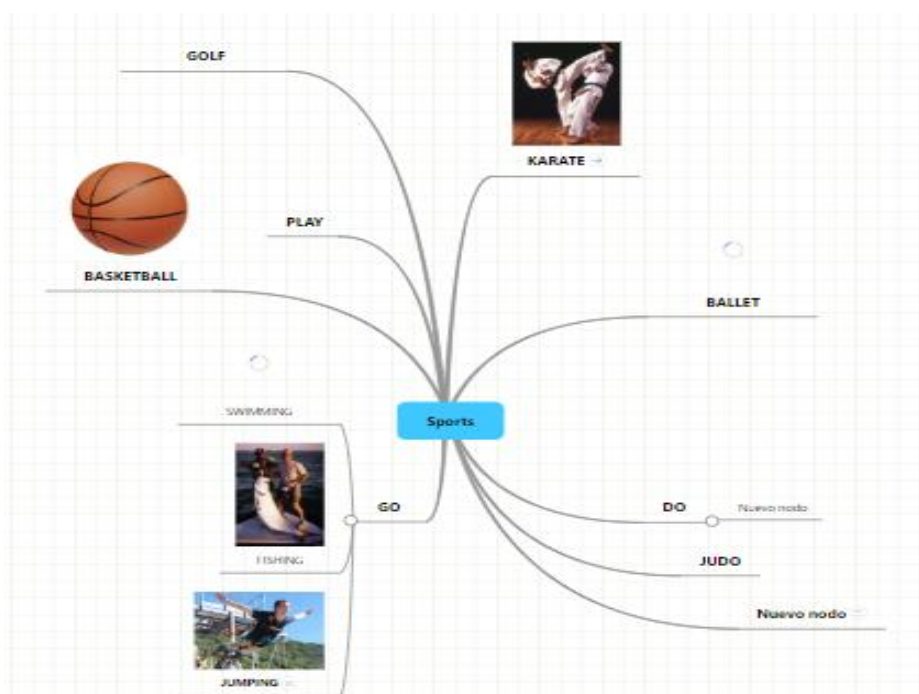 GOLF
KARATE
PLAY
BASKETBALL
BALLET
SWIMMING
Sports
GO
DO
Nuevo nodo
FISHING
JUDO
Nuevo nodo
JUMPING